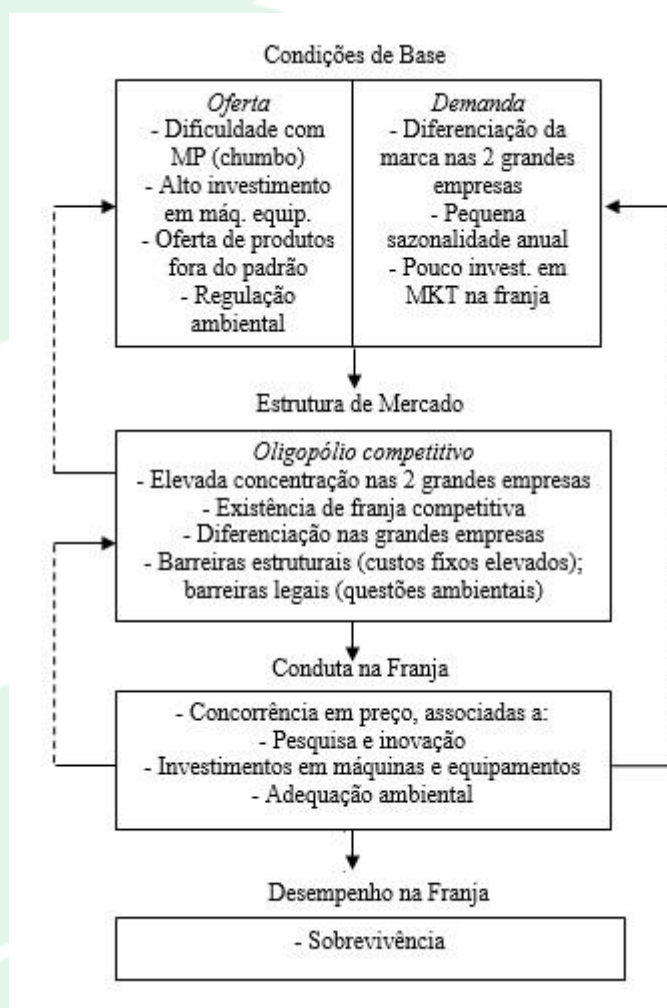 Condições de Base
Oferta
- Dificuldade com
MP (chumbo)
- Alto investimento
em máq. equip.
- Oferta de produtos
fora do padrão
- Regulação
ambiental
Demanda
- Diferenciação da
marca nas 2 grandes
empresas
- Pequena
sazonalidade anual
- Pouco invest. em
MKT na franja
Estrutura de Mercado
Oligopólio competitivo
- Elevada concentração nas 2 grandes empresas
- Existência de franja competitiva
- Diferenciação nas grandes empresas
- Barreiras estruturais (custos fixos elevados);
barreiras legais (questões ambientais)
Conduta na Franja
- Concorrência em preço, associadas a:
- Pesquisa e inovação
- Investimentos em máquinas e equipamentos
- Adequação ambiental
Desempenho na Franja
- Sobrevivência